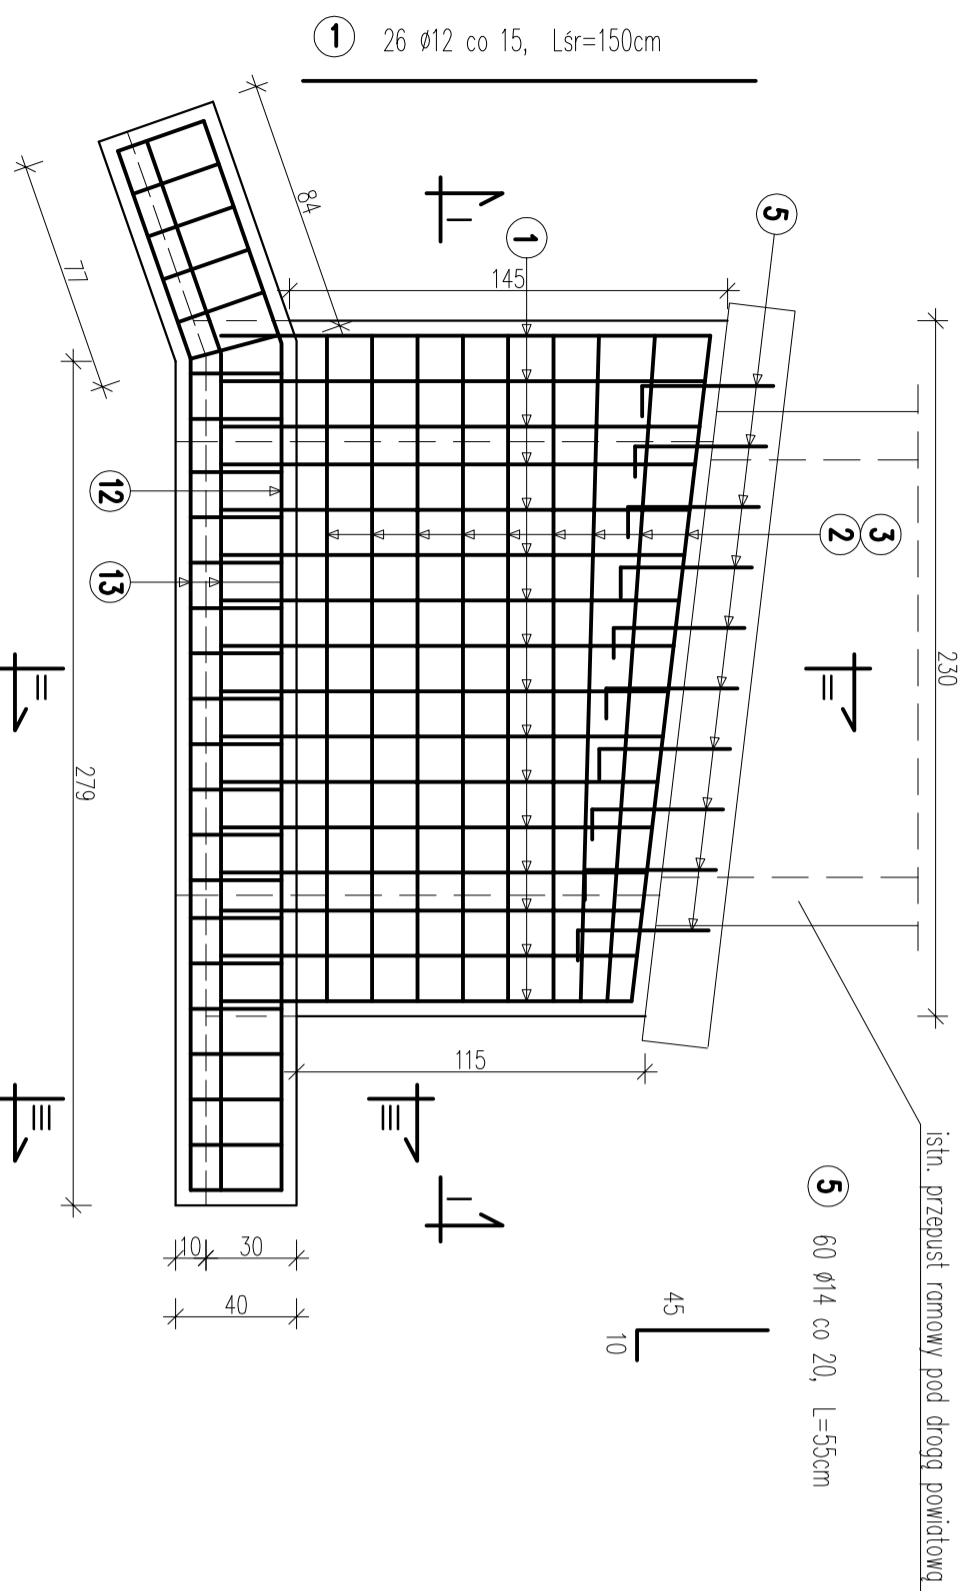 1 26 ø12 co 15, Lśr=150cm
84
77
I
1
5
145
230
12
13
2 3
II
II
279
115
III
III
I
10 30
40
istn. przepust ramowy pod drogą powiatową
5 60 ø14 co 20, L=55cm
45
10